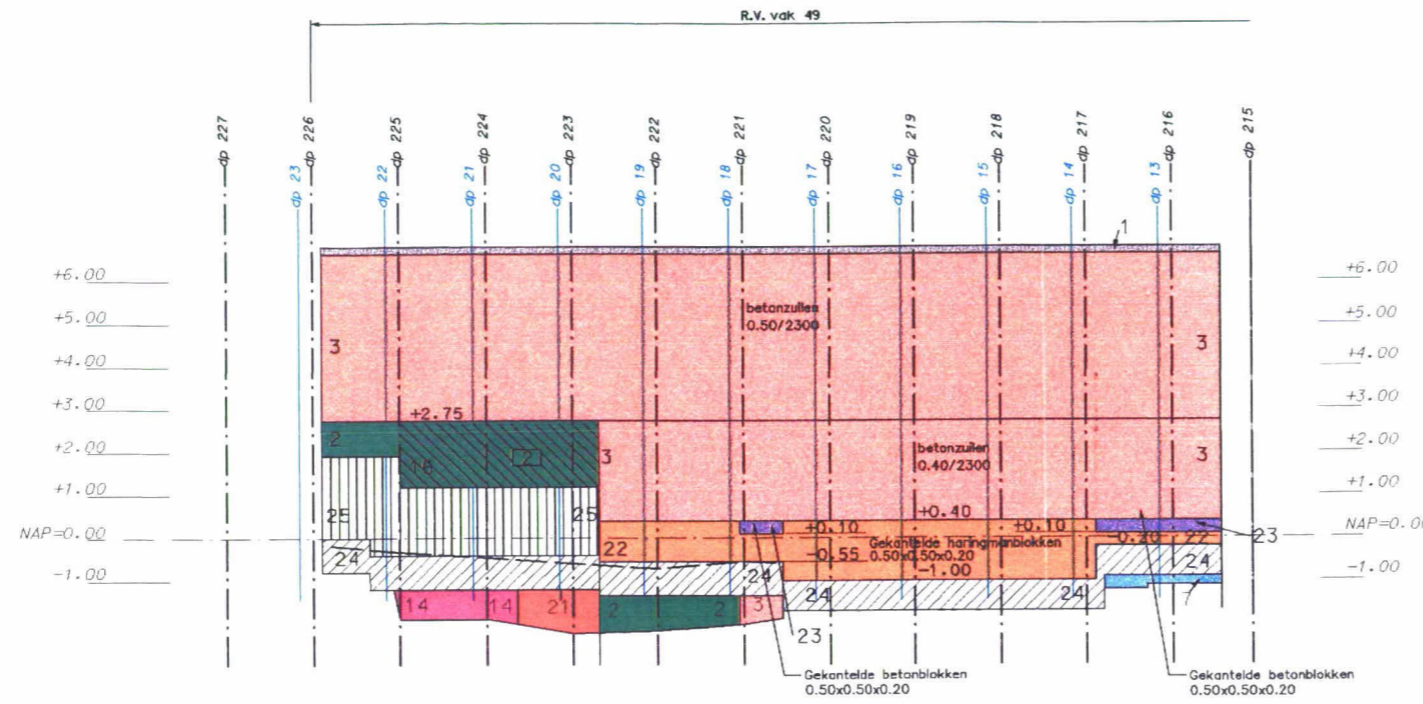 R.V. vak 49
dp 227
dp 226
dp 225
dp 224
dp 223
dp 222
dp 221
dp 220
dp 219
dp 218
dp 217
dp 216
dp 215
dp 23
dp 22
dp 21
dp 20
dp 19
dp 18
dp 17
dp 16
dp 15
dp 14
dp 13
1
+6.00
+5.00
+4.00
+3.00
+2.00
+1.00
NAP=0.00
-1.00
+6.00
+5.00
+4.00
+3.00
+2.00
+1.00
NAP=0.00
-1.00
betonzuilen
0.50/2300
3
3
+2.75
2
16
2
3
betonzuilen
0.40/2300
3
25
25
+0.40
+0.10
+0.10
-0.20
22
23
22
-0.55
Gekantelde haringmanblokken
0.50x0.50x0.20
-1.00
24
24
24
24
24
7
14
14
21
2
2
3
23
Gekantelde betonblokken
0.50x0.50x0.20
Gekantelde betonblokken
0.50x0.50x0.20